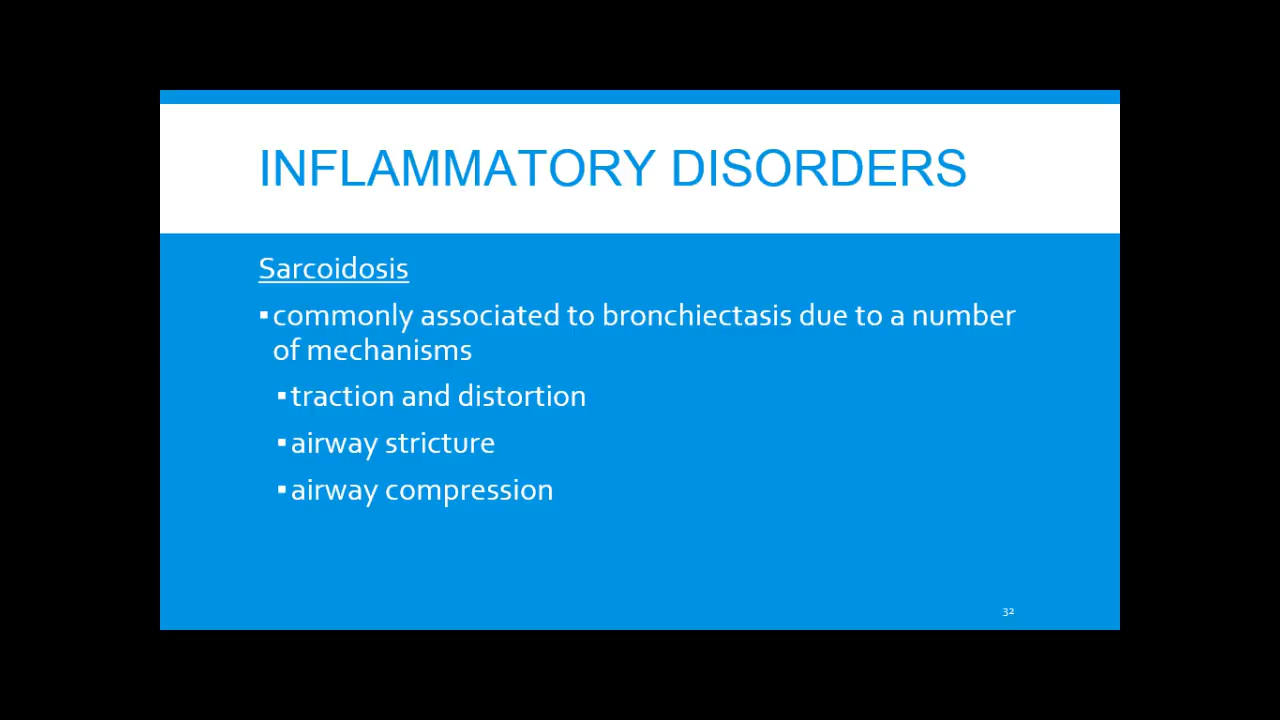 INFLAMMATORY DISORDERS
Sarcoidosis
▪commonly associated to bronchiectasis due to a number
of mechanisms
▪traction and distortion
▪airway stricture
▪airway compression
32